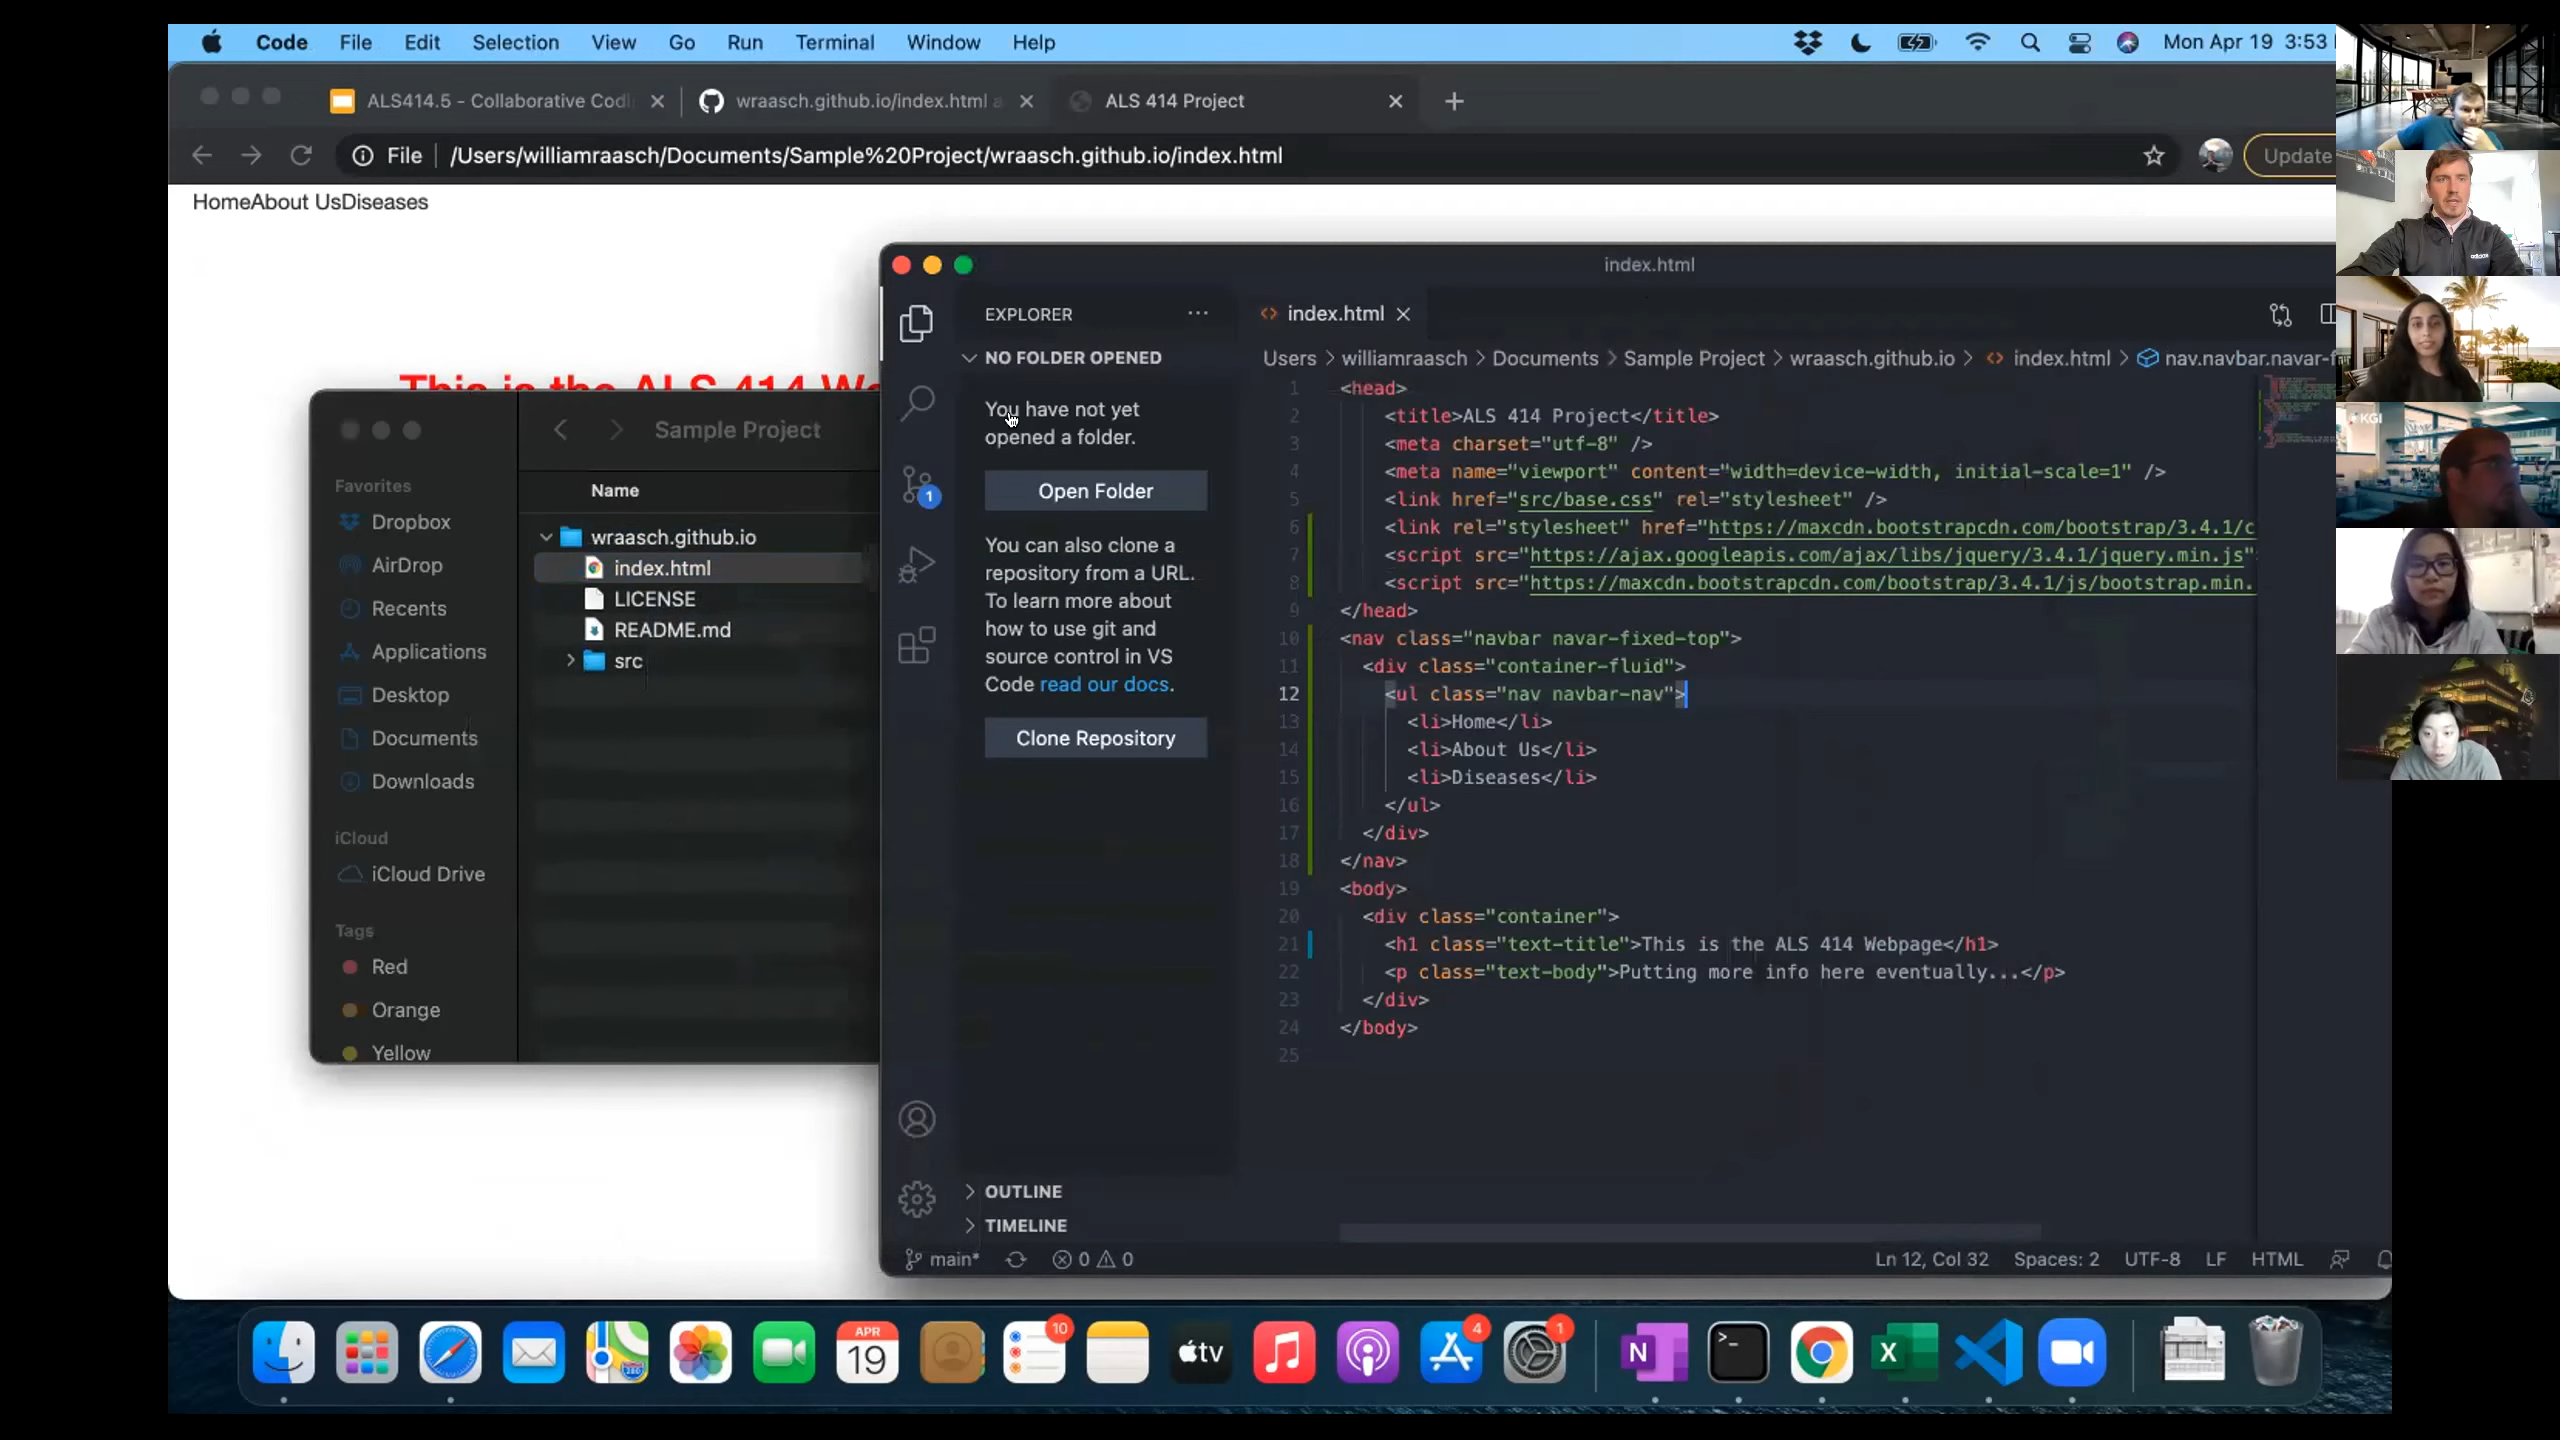 Code File Edit Selection View Go Run Terminal Window Help Mon Apr 19 3:53
ALS414.5 - Collaborative Codi
wraasch.github.io/index.html a
ALS 414 Project
File /Users/williamraasch/Documents/Sample%20Project/wraasch.github.io/index.html Update
HomeAbout UsDiseases
This is the ALS 414 We
Sample Project
Favorites
Dropbox
AirDrop
Recents
Applications
Desktop
Documents
Downloads
iCloud
iCloud Drive
Tags
Red
Orange
Yellow
Name
wraasch.github.io
index.html
LICENSE
README.md
src
index.html
EXPLORER ···
NO FOLDER OPENED
You have not yet
opened a folder.
Open Folder
You can also clone a
repository from a URL.
To learn more about
how to use git and
source control in VS
Code read our docs.
Clone Repository
1
OUTLINE
TIMELINE
index.html
Users > williamraasch > Documents > Sample Project > wraasch.github.io > index.html > nav.navbar.navar-f
1 <head>
2 <title>ALS 414 Project</title>
3 <meta charset="utf-8" />
4 <meta name="viewport" content="width=device-width, initial-scale=1" />
5 <link href="src/base.css" rel="stylesheet" />
6 <link rel="stylesheet" href="https://maxcdn.bootstrapcdn.com/bootstrap/3.4.1/c
7 <script src="https://ajax.googleapis.com/ajax/libs/jquery/3.4.1/jquery.min.js"
8 <script src="https://maxcdn.bootstrapcdn.com/bootstrap/3.4.1/js/bootstrap.min.
9 </head>
10 <nav class="navbar navar-fixed-top">
11 <div class="container-fluid">
12 <ul class="nav navbar-nav">
13 <li>Home</li>
14 <li>About Us</li>
15 <li>Diseases</li>
16 </ul>
17 </div>
18 </nav>
19 <body>
20 <div class="container">
21 <h1 class="text-title">This is the ALS 414 Webpage</h1>
22 <p class="text-body">Putting more info here eventually...</p>
23 </div>
24 </body>
25
main* 0 0 Ln 12, Col 32 Spaces: 2 UTF-8 LF HTML
KGI
APR
19
10
tv
4
1
N
>_
X